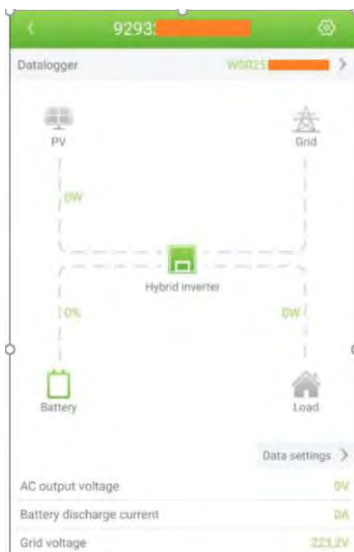 9293
Datalogger
PV
Grid
0W
Hybrid inverter
0%
0W
Battery
Load
Data settings
AC output voltage 0V
Battery discharge current 0A
Grid voltage 223,2V